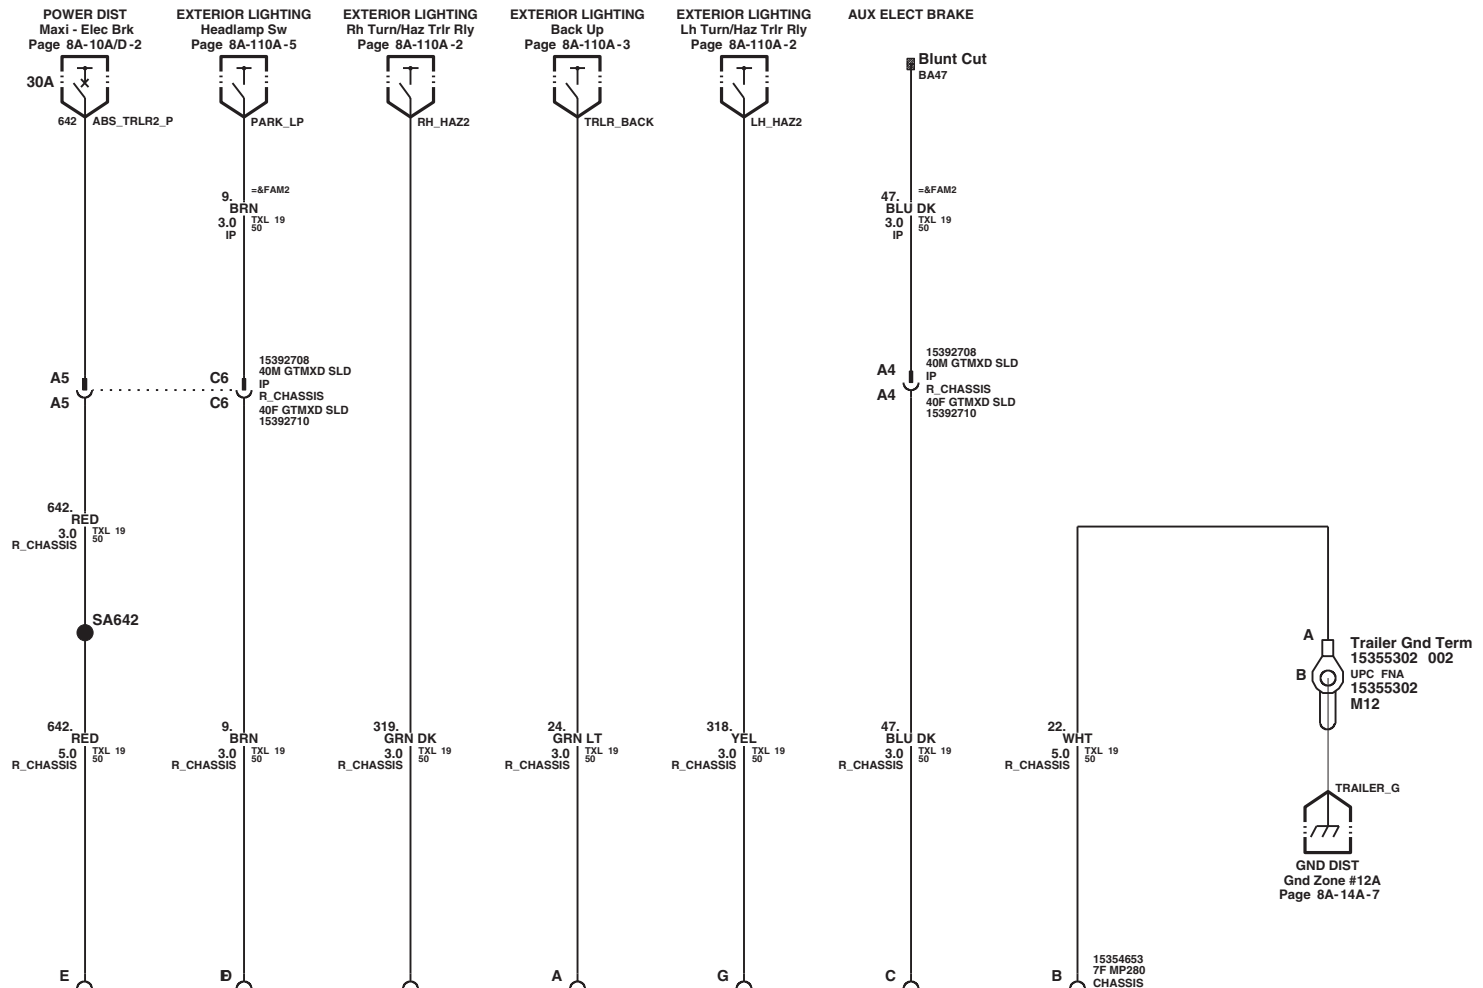 POWER DIST
Maxi - Elec Brk
Page 8A-10A/D-2
EXTERIOR LIGHTING
Headlamp Sw
Page 8A-110A-5
EXTERIOR LIGHTING
Rh Turn/Haz Trlr Rly
Page 8A-110A-2
EXTERIOR LIGHTING
Back Up
Page 8A-110A-3
EXTERIOR LIGHTING
Lh Turn/Haz Trlr Rly
Page 8A-110A-2
AUX ELECT BRAKE
30A
Blunt Cut
BA47
642
ABS_TRLR2_P
PARK_LP
RH_HAZ2
TRLR_BACK
LH_HAZ2
9.
=&FAM2
BRN
3.0
TXL 19
50
IP
47.
=&FAM2
BLU DK
3.0
TXL 19
50
IP
A5
A5
C6
C6
15392708
40M GTMXD SLD
IP
R_CHASSIS
40F GTMXD SLD
15392710
A4
A4
15392708
40M GTMXD SLD
IP
R_CHASSIS
40F GTMXD SLD
15392710
642.
RED
3.0
TXL 19
50
R_CHASSIS
SA642
A
B
Trailer Gnd Term
15355302 002
UPC FNA
15355302
M12
642.
RED
5.0
TXL 19
50
R_CHASSIS
9.
BRN
3.0
TXL 19
50
R_CHASSIS
319.
GRN DK
3.0
TXL 19
50
R_CHASSIS
24.
GRN LT
3.0
TXL 19
50
R_CHASSIS
318.
YEL
3.0
TXL 19
50
R_CHASSIS
47.
BLU DK
3.0
TXL 19
50
R_CHASSIS
22.
WHT
5.0
TXL 19
50
R_CHASSIS
TRAILER_G
GND DIST
Gnd Zone #12A
Page 8A-14A-7
E
A
G
C
B
15354653
7F MP280
CHASSIS